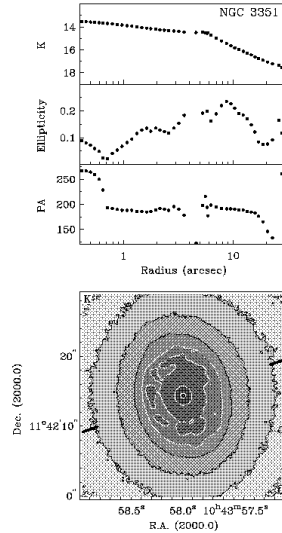 NGC 3351
14
16
18
K
0.2
0.1
Ellipticity
250
200
150
PA
1 10
Radius (arcsec)
K
20"
11°42'10"
0"
Dec. (2000.0)
58.5ˢ 58.0ˢ 10ʰ43ᵐ57.5ˢ
R.A. (2000.0)